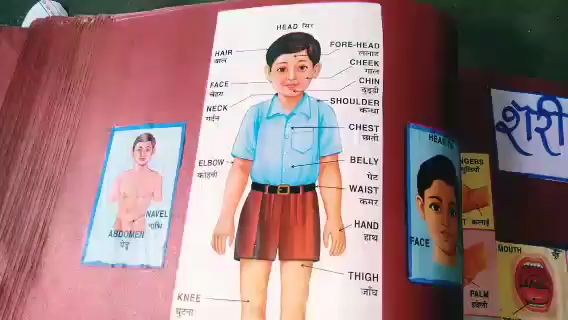 HEAD सिर
HAIR
बाल
FORE-HEAD
ललाट
CHEEK
गाल
FACE
चेहरा
CHIN
ठुड्डी
NECK
गर्दन
SHOULDER
कन्धा
CHEST
छाती
ELBOW
कोहनी
BELLY
पेट
WAIST
कमर
HAND
हाथ
THIGH
जाँघ
KNEE
घुटना
NAVEL
नाभि
ABDOMEN
पेडू
HEAD
FACE
कलाई
PALM
हथेली
MOUTH
मुँह
शरी